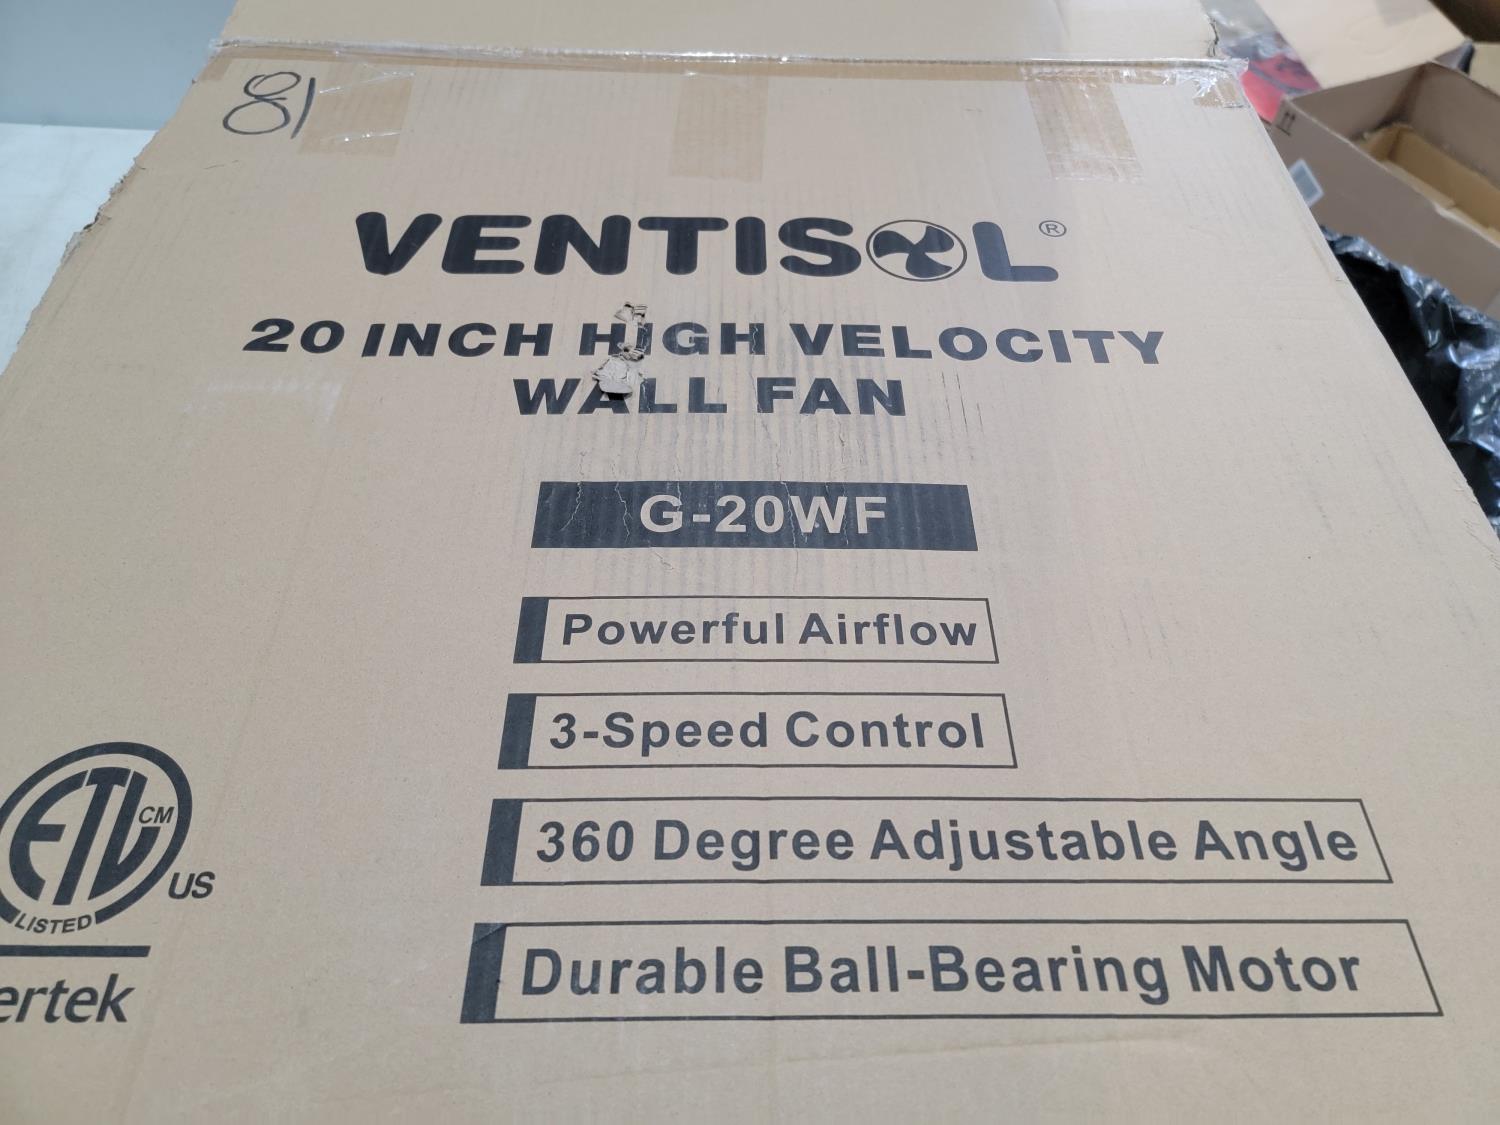 81
VENTISOL®
20 INCH HIGH VELOCITY
WALL FAN
G-20WF
Powerful Airflow
3-Speed Control
360 Degree Adjustable Angle
Durable Ball-Bearing Motor
ETL CM
US
LISTED
ertek